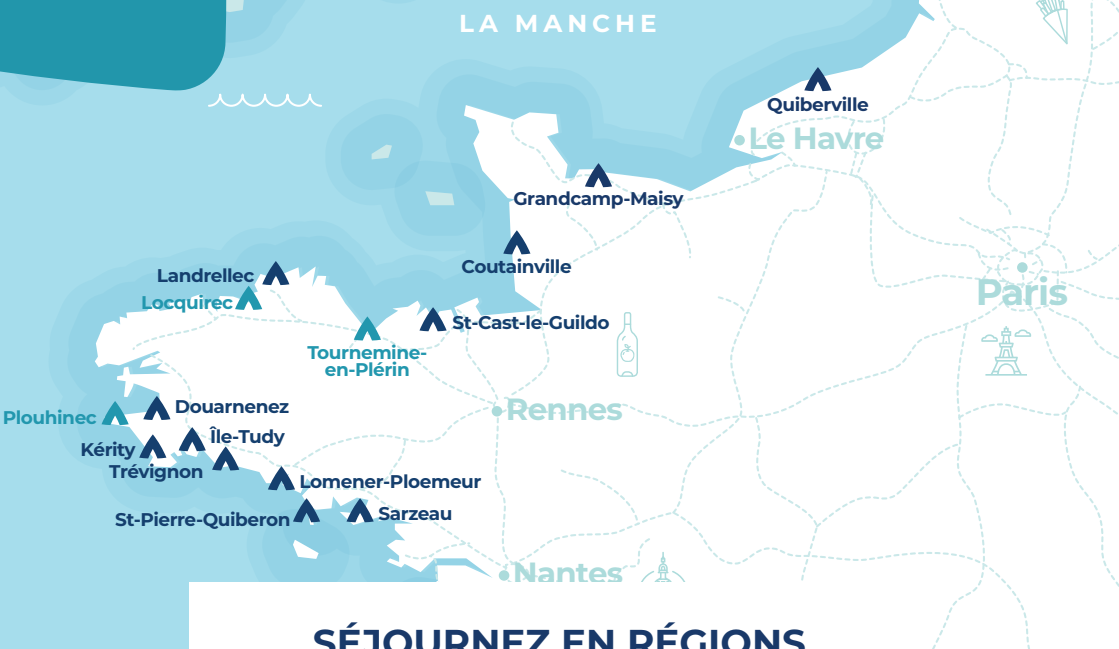 LA MANCHE
Quiberville
Le Havre
Grandcamp-Maisy
Coutainville
Landrellec
Locquirec
Paris
St-Cast-le-Guildo
Tournemine-
en-Plérin
Rennes
Plouhinec
Douarnenez
Île-Tudy
Kérity
Trévignon
Lomener-Ploemeur
St-Pierre-Quiberon
Sarzeau
Nantes
SÉJOURNEZ EN RÉGIONS